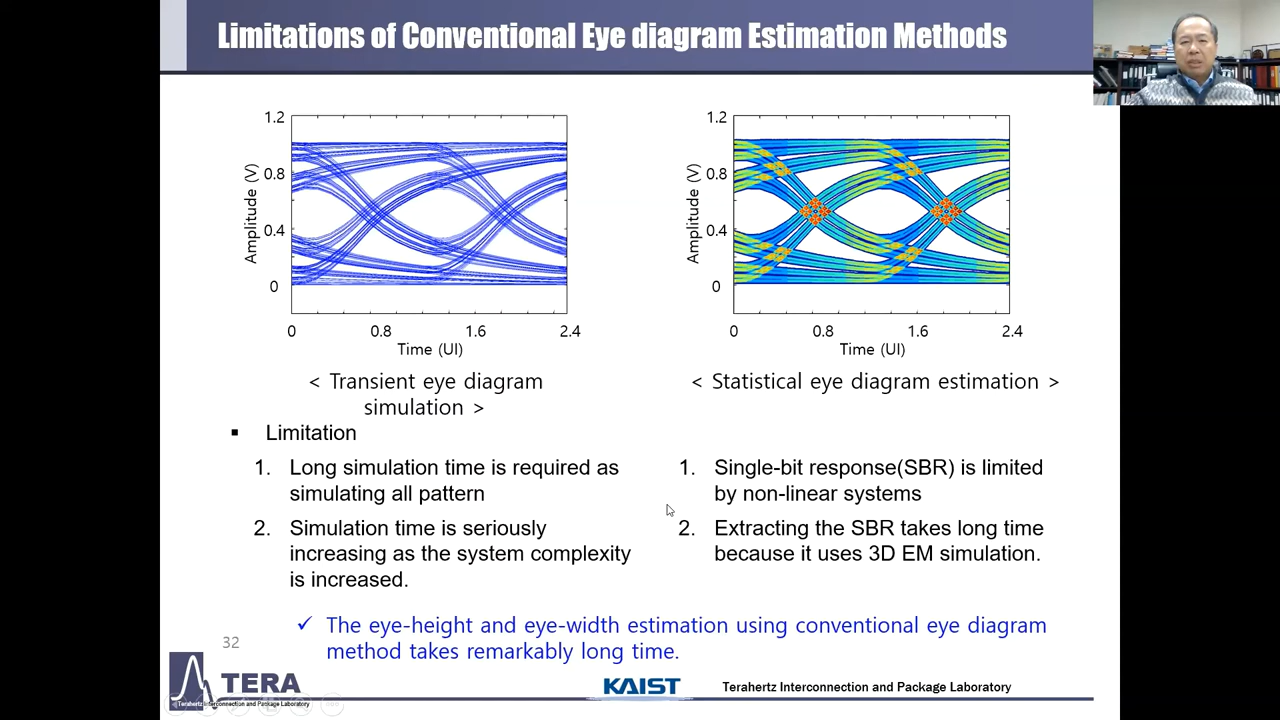 Limitations of Conventional Eye diagram Estimation Methods
1.2
0.8
0.4
0
Amplitude (V)
0
0.8
1.6
2.4
Time (UI)
< Transient eye diagram
simulation >
1.2
0.8
0.4
0
Amplitude (V)
0
0.8
1.6
2.4
Time (UI)
< Statistical eye diagram estimation >
▪ Limitation
1. Long simulation time is required as
simulating all pattern
2. Simulation time is seriously
increasing as the system complexity
is increased.
1. Single-bit response(SBR) is limited
by non-linear systems
2. Extracting the SBR takes long time
because it uses 3D EM simulation.
✓ The eye-height and eye-width estimation using conventional eye diagram
method takes remarkably long time.
32
TERA
Terahertz Interconnection and Package Laboratory
KAIST
Terahertz Interconnection and Package Laboratory